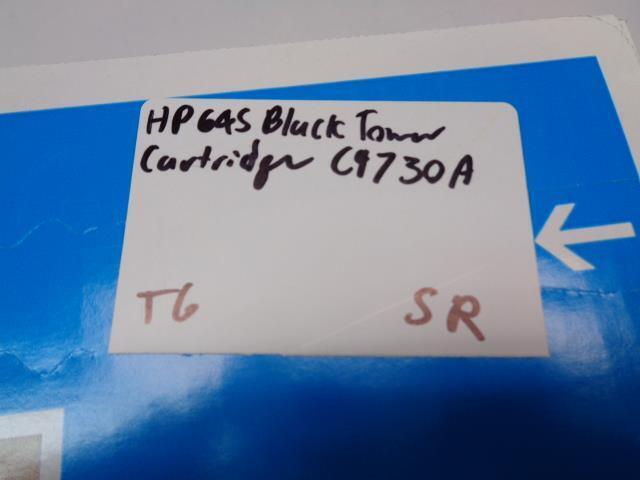 HP 645 Black Toner
Cartridge C9730A
T6 SR